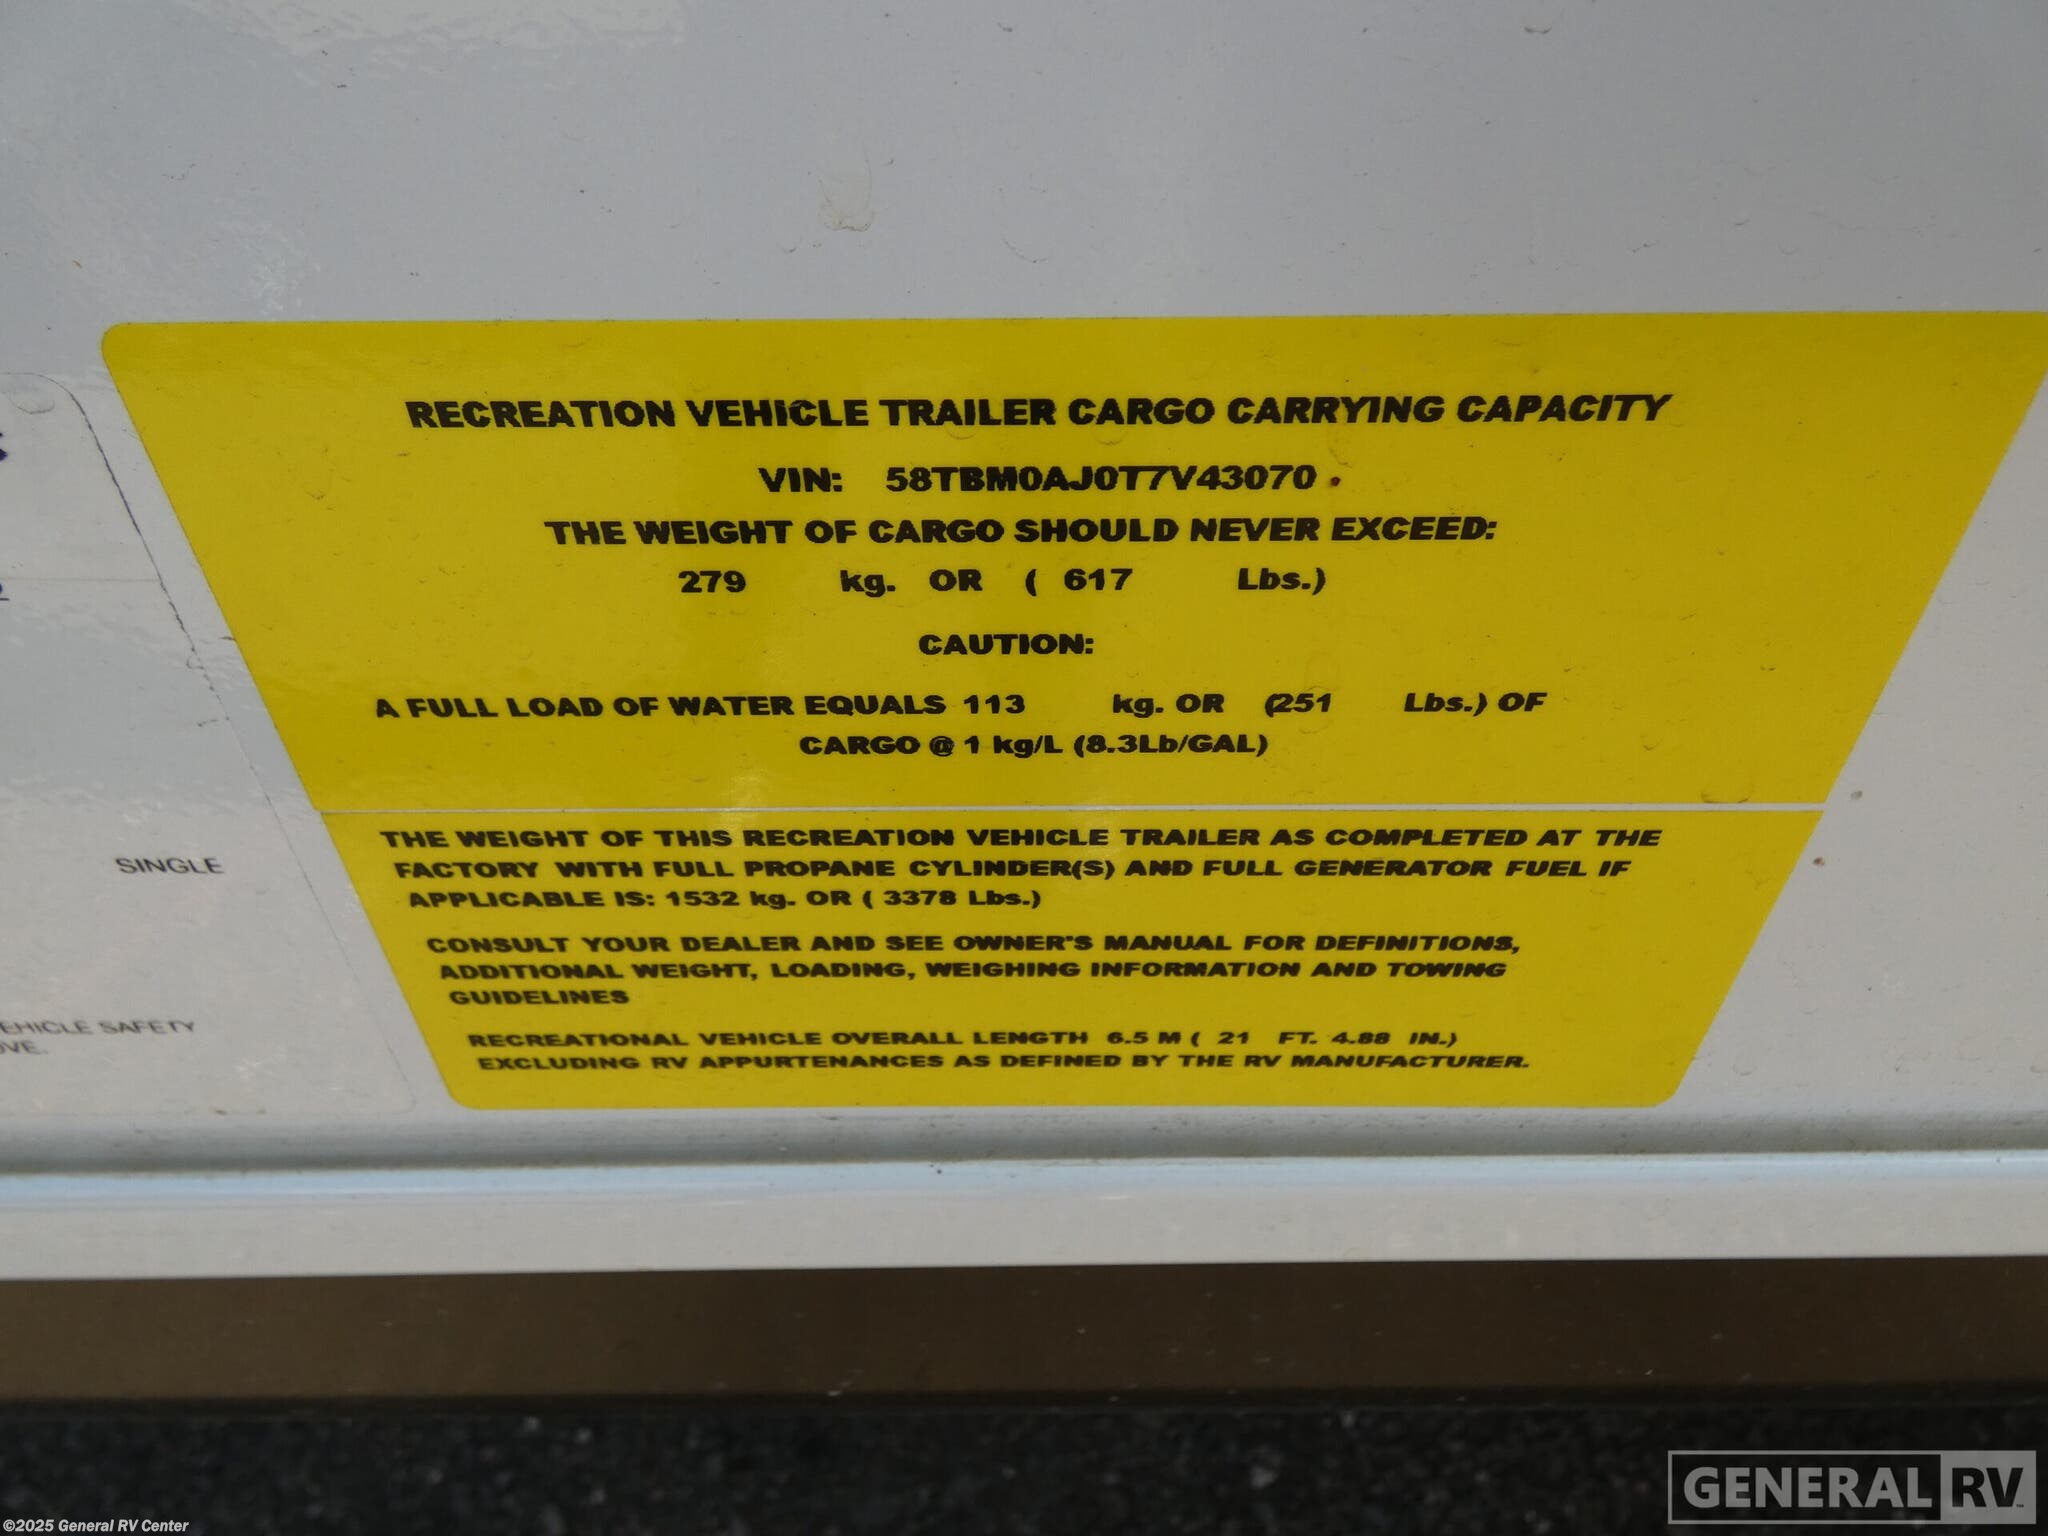 RECREATION VEHICLE TRAILER CARGO CARRYING CAPACITY
VIN: 58TBM0AJ0T7V43070
THE WEIGHT OF CARGO SHOULD NEVER EXCEED:
279 kg. OR ( 617 Lbs.)
CAUTION:
A FULL LOAD OF WATER EQUALS 113 kg. OR (251 Lbs.) OF
CARGO @ 1 kg/L (8.3Lb/GAL)
THE WEIGHT OF THIS RECREATION VEHICLE TRAILER AS COMPLETED AT THE
FACTORY WITH FULL PROPANE CYLINDER(S) AND FULL GENERATOR FUEL IF
APPLICABLE IS: 1532 kg. OR ( 3378 Lbs.)
CONSULT YOUR DEALER AND SEE OWNER'S MANUAL FOR DEFINITIONS,
ADDITIONAL WEIGHT, LOADING, WEIGHING INFORMATION AND TOWING
GUIDELINES
RECREATIONAL VEHICLE OVERALL LENGTH 6.5 M ( 21 FT. 4.88 IN.)
EXCLUDING RV APPURTENANCES AS DEFINED BY THE RV MANUFACTURER.
SINGLE
EHICLE SAFETY
OVE.
GENERAL RV
©2025 General RV Center